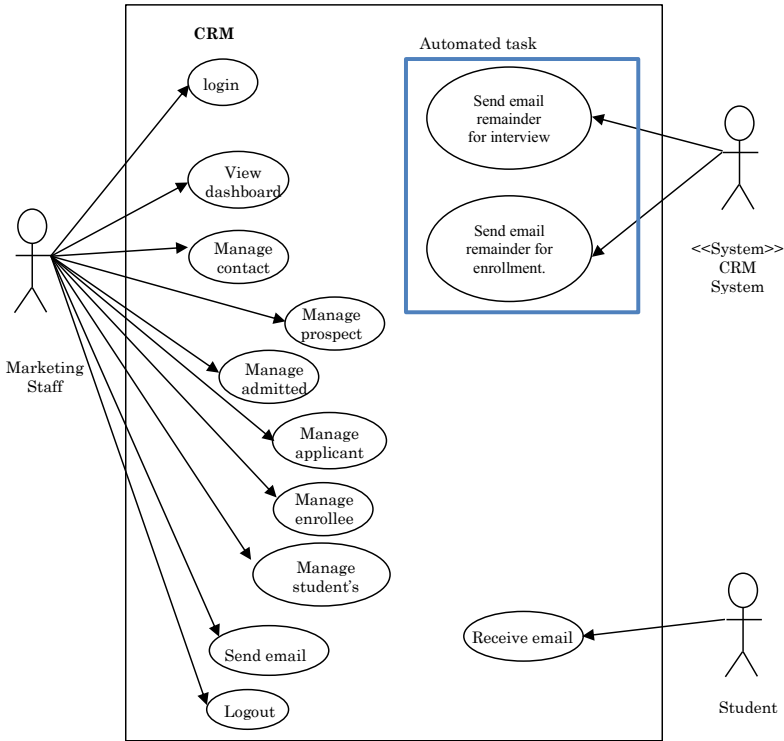 CRM
login
View
dashboard
Manage
contact
Manage
prospect
Manage
admitted
Manage
applicant
Manage
enrollee
Manage
student's
Send email
Logout
Marketing
Staff
Automated task
Send email
remainder
for interview
Send email
remainder for
enrollment.
<<System>>
CRM
System
Receive email
Student